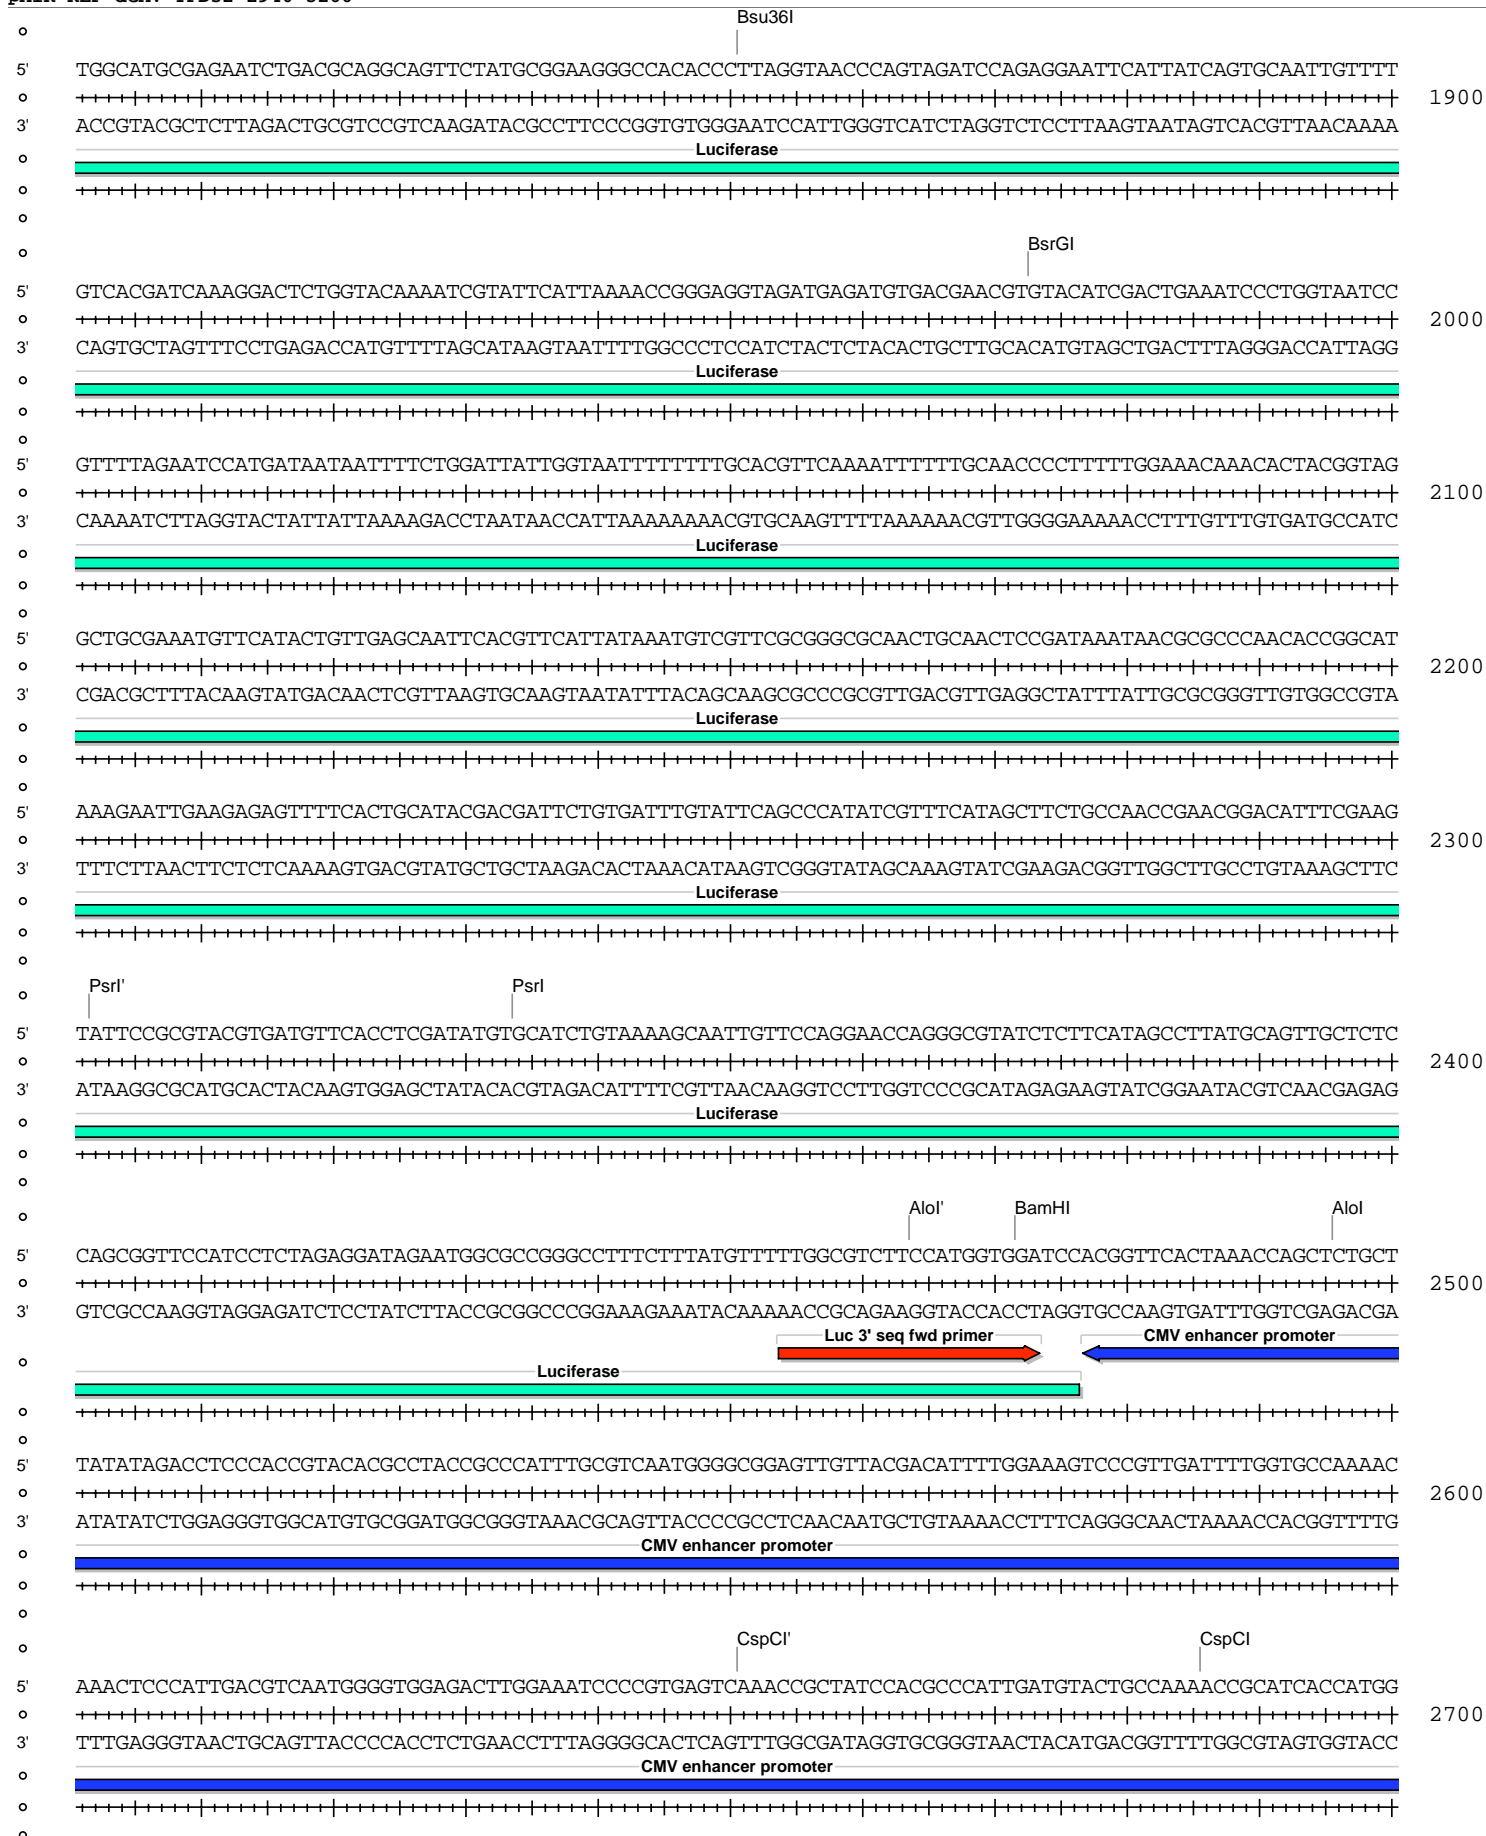 Bsu36I
5' TGGCATGCGAGAATCTGACGCAGGCAGTTCTATGCGGAAGGGCCACACCCTTAGGTAACCCAGTAGATCCAGAGGAATTCATTATCAGTGCAATTGTTTT
1900
3' ACCGTACGCTCTTAGACTGCGTCCGTCAAGATACGCCTTCCCGGTGTGGGAATCCATTGGGTCATCTAGGTCTCCTTAAGTAATAGTCACGTTAACAAAA
Luciferase
BsrGI
5' GTCACGATCAAAGGACTCTGGTACAAAATCGTATTCATTAAAACCGGGAGGTAGATGAGATGTGACGAACGTGTACATCGACTGAAATCCCTGGTAATCC
2000
3' CAGTGCTAGTTTCCTGAGACCATGTTTTAGCATAAGTAATTTTGGCCCTCCATCTACTCTACACTGCTTGCACATGTAGCTGACTTTAGGGACCATTAGG
Luciferase
5' GTTTTAGAATCCATGATAATAATTTTCTGGATTATTGGTAATTTTTTTTGCACGTTCAAAATTTTTTGCAACCCCTTTTTGGAAACAAACACTACGGTAG
2100
3' CAAAATCTTAGGTACTATTATTAAAAGACCTAATAACCATTAAAAAAAACGTGCAAGTTTTAAAAAACGTTGGGGAAAAACCTTTGTTTGTGATGCCATC
Luciferase
5' GCTGCGAAATGTTCATACTGTTGAGCAATTCACGTTCATTATAAATGTCGTTCGCGGGCGCAACTGCAACTCCGATAAATAACGCGCCCAACACCGGCAT
2200
3' CGACGCTTTACAAGTATGACAACTCGTTAAGTGCAAGTAATATTTACAGCAAGCGCCCGCGTTGACGTTGAGGCTATTTATTGCGCGGGTTGTGGCCGTA
Luciferase
5' AAAGAATTGAAGAGAGTTTTCACTGCATACGACGATTCTGTGATTTGTATTCAGCCCATATCGTTTCATAGCTTCTGCCAACCGAACGGACATTTCGAAG
2300
3' TTTCTTAACTTCTCTCAAAAGTGACGTATGCTGCTAAGACACTAAACATAAGTCGGGTATAGCAAAGTATCGAAGACGGTTGGCTTGCCTGTAAAGCTTC
Luciferase
PsrI' PsrI
5' TATTCCGCGTACGTGATGTTCACCTCGATATGTGCATCTGTAAAAGCAATTGTTCCAGGAACCAGGGCGTATCTCTTCATAGCCTTATGCAGTTGCTCTC
2400
3' ATAAGGCGCATGCACTACAAGTGGAGCTATACACGTAGACATTTTCGTTAACAAGGTCCTTGGTCCCGCATAGAGAAGTATCGGAATACGTCAACGAGAG
Luciferase
AloI' BamHI AloI
5' CAGCGGTTCCATCCTCTAGAGGATAGAATGGCGCCGGGCCTTTCTTTATGTTTTTGGCGTCTTCCATGGTGGATCCACGGTTCACTAAACCAGCTCTGCT
2500
3' GTCGCCAAGGTAGGAGATCTCCTATCTTACCGCGGCCCGGAAAGAAATACAAAAACCGCAGAAGGTACCACCTAGGTGCCAAGTGATTTGGTCGAGACGA
Luc 3' seq fwd primer CMV enhancer promoter
Luciferase
5' TATATAGACCTCCCACCGTACACGCCTACCGCCCATTTGCGTCAATGGGGCGGAGTTGTTACGACATTTTGGAAAGTCCCGTTGATTTTGGTGCCAAAAC
2600
3' ATATATCTGGAGGGTGGCATGTGCGGATGGCGGGTAAACGCAGTTACCCCGCCTCAACAATGCTGTAAAACCTTTCAGGGCAACTAAAACCACGGTTTTG
CMV enhancer promoter
CspCI' CspCI
5' AAACTCCCATTGACGTCAATGGGGTGGAGACTTGGAAATCCCCGTGAGTCAAACCGCTATCCACGCCCATTGATGTACTGCCAAAACCGCATCACCATGG
2700
3' TTTGAGGGTAACTGCAGTTACCCCACCTCTGAACCTTTAGGGGCACTCAGTTTGGCGATAGGTGCGGGTAACTACATGACGGTTTTGGCGTAGTGGTACC
CMV enhancer promoter